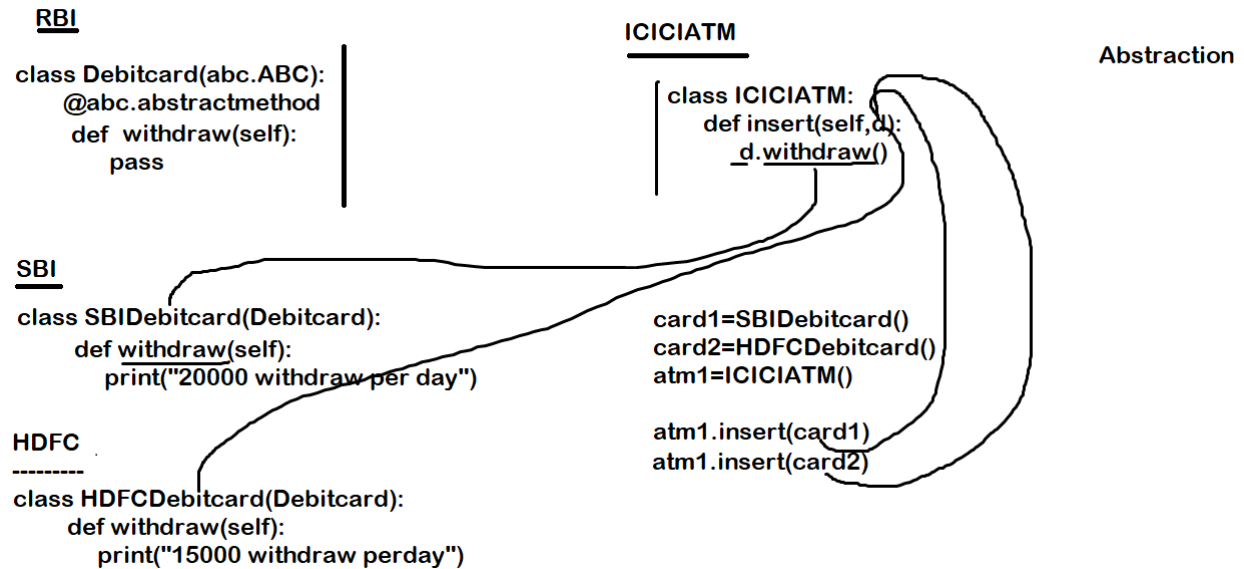 RBI
class Debitcard(abc.ABC):
@abc.abstractmethod
def withdraw(self):
pass
ICICIATM
class ICICIATM:
def insert(self,d):
d.withdraw()
Abstraction
SBI
class SBIDebitcard(Debitcard):
def withdraw(self):
print("20000 withdraw per day")
HDFC
---------
class HDFCDebitcard(Debitcard):
def withdraw(self):
print("15000 withdraw perday")
card1=SBIDebitcard()
card2=HDFCDebitcard()
atm1=ICICIATM()
atm1.insert(card1)
atm1.insert(card2)